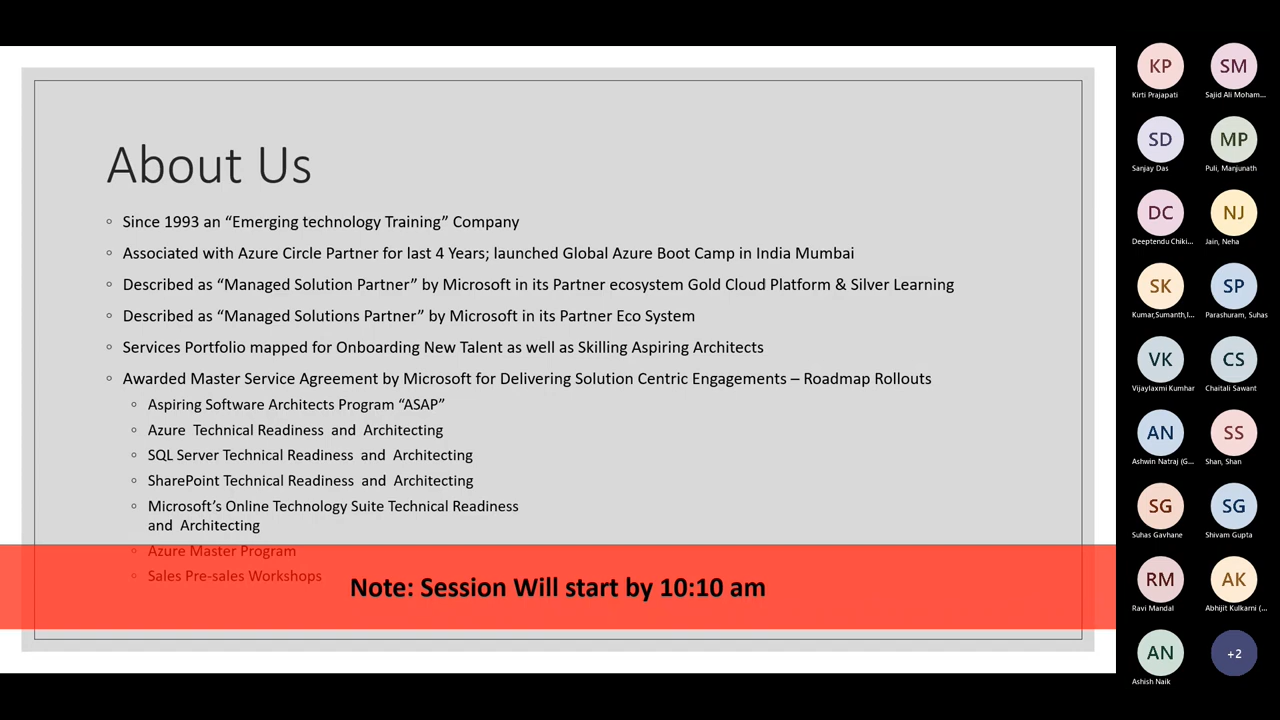 About Us
Since 1993 an “Emerging technology Training” Company
Associated with Azure Circle Partner for last 4 Years; launched Global Azure Boot Camp in India Mumbai
Described as “Managed Solution Partner” by Microsoft in its Partner ecosystem Gold Cloud Platform & Silver Learning
Described as “Managed Solutions Partner” by Microsoft in its Partner Eco System
Services Portfolio mapped for Onboarding New Talent as well as Skilling Aspiring Architects
Awarded Master Service Agreement by Microsoft for Delivering Solution Centric Engagements – Roadmap Rollouts
Aspiring Software Architects Program “ASAP”
Azure Technical Readiness and Architecting
SQL Server Technical Readiness and Architecting
SharePoint Technical Readiness and Architecting
Microsoft’s Online Technology Suite Technical Readiness
and Architecting
Azure Master Program
Sales Pre-sales Workshops
Note: Session Will start by 10:10 am
KP
SM
Kirti Prajapati
Sajid Ali Moham...
SD
MP
Sanjay Das
Puli, Manjunath
DC
NJ
Deeptendu Chiki...
Jain, Neha
SK
SP
Kumar,Sumanth,I...
Parashuram, Suhas
VK
CS
Vijaylaxmi Kumhar
Chaitali Sawant
AN
SS
Ashwin Natraj (G...
Shan, Shan
SG
SG
Suhas Gavhane
Shivam Gupta
RM
AK
Ravi Mandal
Abhijit Kulkarni (...
AN
+2
Ashish Naik